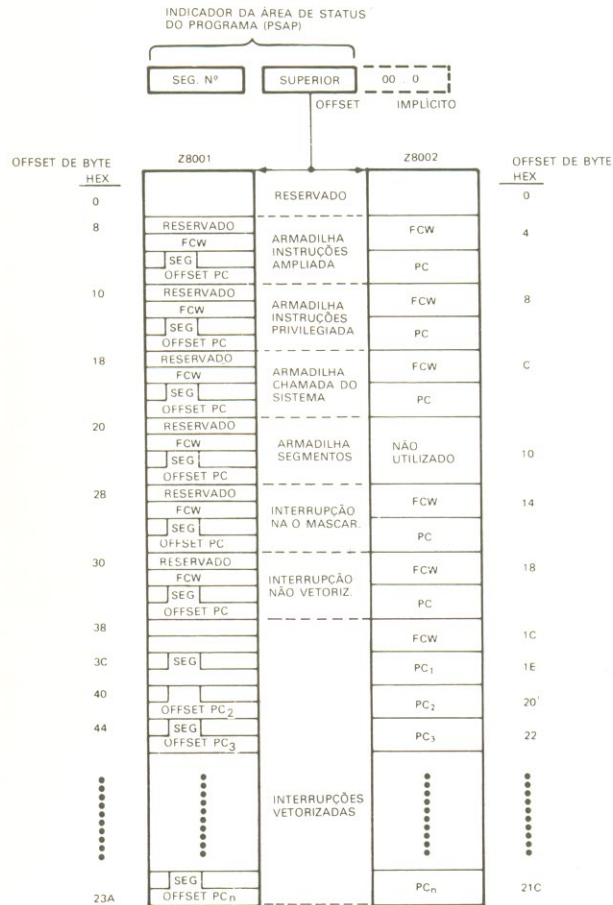 INDICADOR DA ÁREA DE STATUS
DO PROGRAMA (PSAP)
SEG. Nº SUPERIOR 00 . 0
OFFSET IMPLÍCITO
OFFSET DE BYTE Z8001 Z8002 OFFSET DE BYTE
HEX HEX
0 RESERVADO 0
8 RESERVADO
FCW ARMADILHA INSTRUÇÕES AMPLIADA FCW 4
SEG
OFFSET PC PC
10 RESERVADO
FCW ARMADILHA INSTRUÇÕES PRIVILEGIADA FCW 8
SEG
OFFSET PC PC
18 RESERVADO
FCW ARMADILHA CHAMADA DO SISTEMA FCW C
SEG
OFFSET PC PC
20 RESERVADO
FCW ARMADILHA SEGMENTOS NÃO UTILIZADO 10
SEG
OFFSET PC
28 RESERVADO
FCW INTERRUPÇÃO NA O MASCAR. FCW 14
SEG
OFFSET PC PC
30 RESERVADO
FCW INTERRUPÇÃO NÃO VETORIZ. FCW 18
SEG
OFFSET PC PC
38 FCW 1C
3C SEG PC1 1E
40 OFFSET PC2 PC2 20'
44 SEG
OFFSET PC3 PC3 22
INTERRUPÇÕES
VETORIZADAS
SEG
23A OFFSET PCn PCn 21C